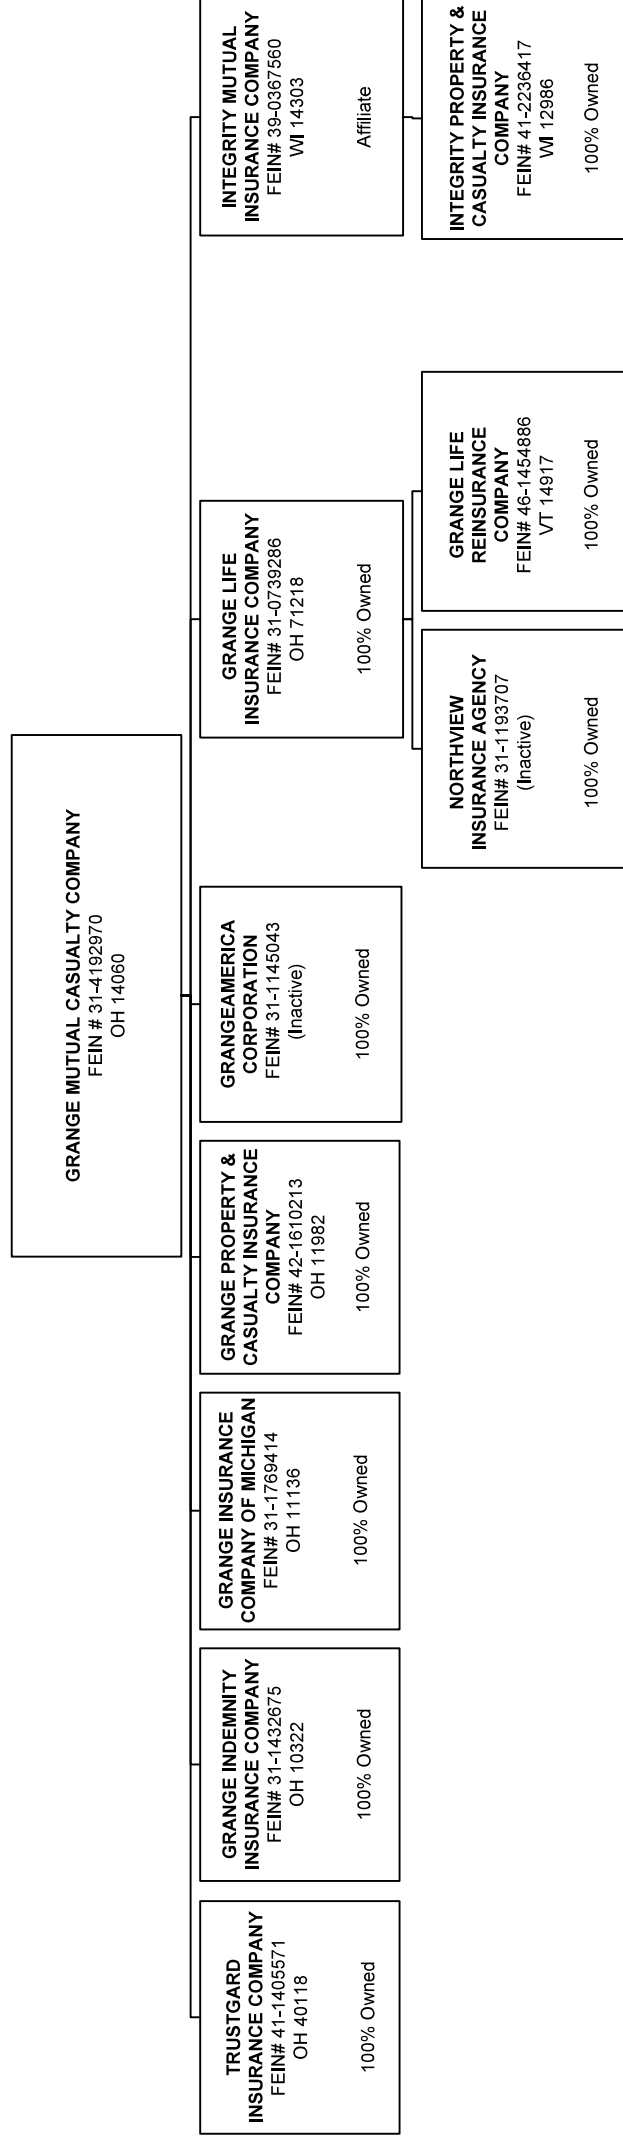 GRANGE MUTUAL CASUALTY COMPANY
FEIN # 31-4192970
OH 14060
TRUSTGARD
INSURANCE COMPANY
FEIN# 41-1405571
OH 40118
100% Owned
GRANGE INDEMNITY
INSURANCE COMPANY
FEIN# 31-1432675
OH 10322
100% Owned
GRANGE INSURANCE
COMPANY OF MICHIGAN
FEIN# 31-1769414
OH 11136
100% Owned
GRANGE PROPERTY &
CASUALTY INSURANCE
COMPANY
FEIN# 42-1610213
OH 11982
100% Owned
GRANGEAMERICA
CORPORATION
FEIN# 31-1145043
(Inactive)
100% Owned
GRANGE LIFE
INSURANCE COMPANY
FEIN# 31-0739286
OH 71218
100% Owned
INTEGRITY MUTUAL
INSURANCE COMPANY
FEIN# 39-0367560
WI 14303
Affiliate
NORTHVIEW
INSURANCE AGENCY
FEIN# 31-1193707
(Inactive)
100% Owned
GRANGE LIFE
REINSURANCE
COMPANY
FEIN# 46-1454886
VT 14917
100% Owned
INTEGRITY PROPERTY &
CASUALTY INSURANCE
COMPANY
FEIN# 41-2236417
WI 12986
100% Owned